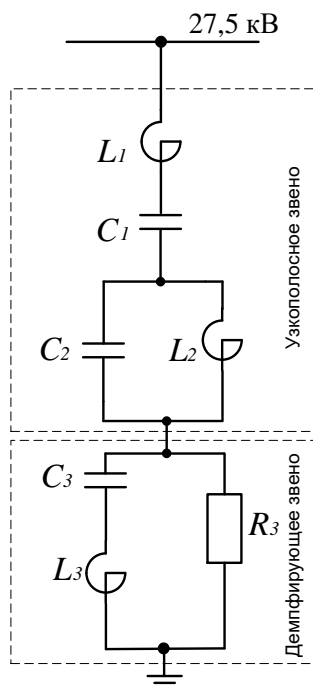 27,5 кВ
L1
C1
Узкополосное звено
C2
L2
C3
R3
L3
Демпфирующее звено